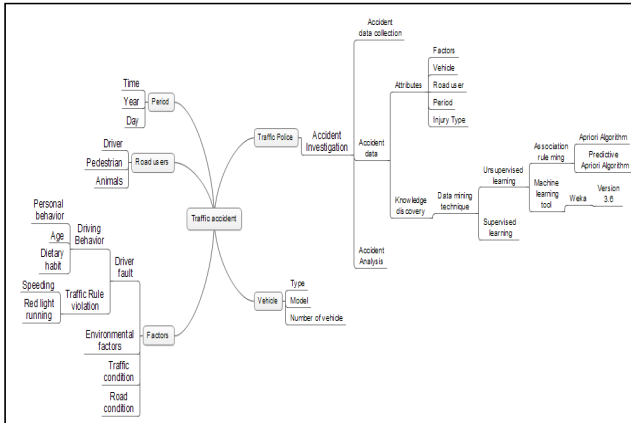 Accident
data collection
Time
Year
Day
Period
Driver
Pedestrian
Animals
Road users
Personal
behavior
Age
Dietary
habit
Driving
Behavior
Speeding
Red light
running
Traffic Rule
violation
Driver
fault
Environmental
factors
Traffic
condition
Road
condition
Factors
Traffic accident
Traffic Police
Accident
Investigation
Accident
data
Attributes
Factors
Vehicle
Road user
Period
Injury Type
Knowledge
discovery
Data mining
technique
Unsupervised
learning
Association
rule ming
Apriori Algorithm
Predictive
Apriori Algorithm
Machine
learning
tool
Weka
Version
3.6
Supervised
learning
Accident
Analysis
Vehicle
Type
Model
Number of vehicle